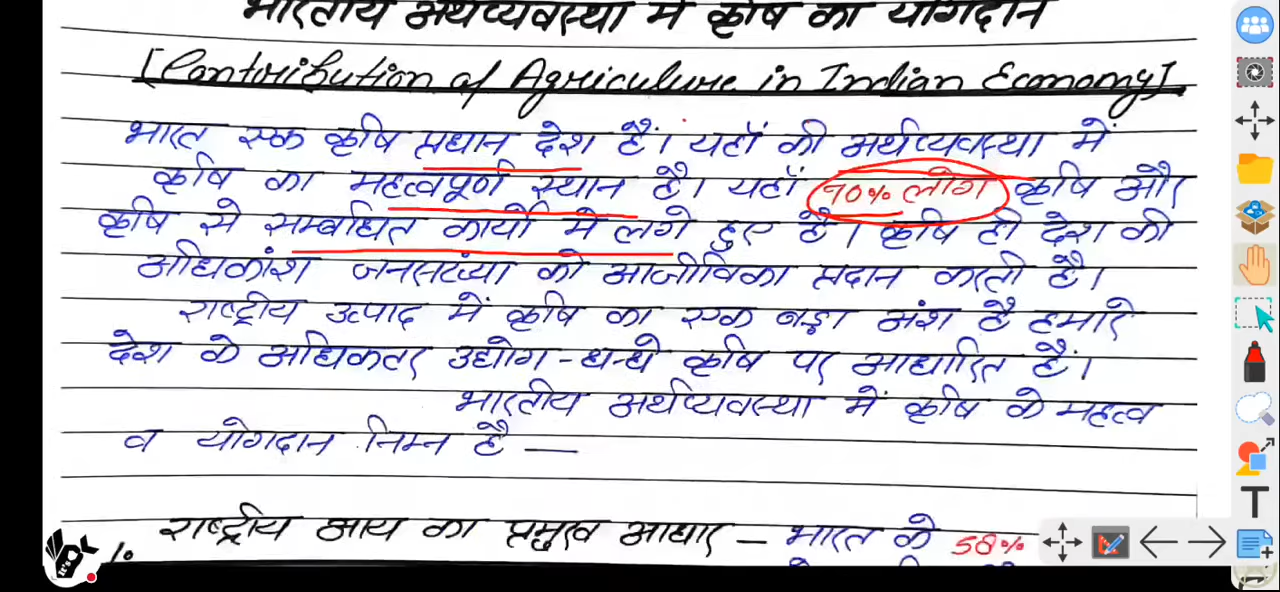 भारतीय अर्थव्यवस्था में कृषि का योगदान
[Contribution of Agriculture in Indian Economy]
भारत एक कृषि प्रधान देश है। यहाँ की अर्थव्यवस्था में
कृषि का महत्वपूर्ण स्थान है। यहाँ 70% लोग कृषि और
कृषि से सम्बंधित कार्यो में लगे हुए है। कृषि ही देश की
अधिकांश जनसंख्या को आजीविका प्रदान करती है।
राष्ट्रीय उत्पाद में कृषि का एक बड़ा अंश है हमारे
देश के अधिकतर उद्योग-धन्धे कृषि पर आधारित है।
भारतीय अर्थव्यवस्था में कृषि के महत्व
व योगदान निम्न है —
1. राष्ट्रीय आय का प्रमुख आधार — भारत के 58%